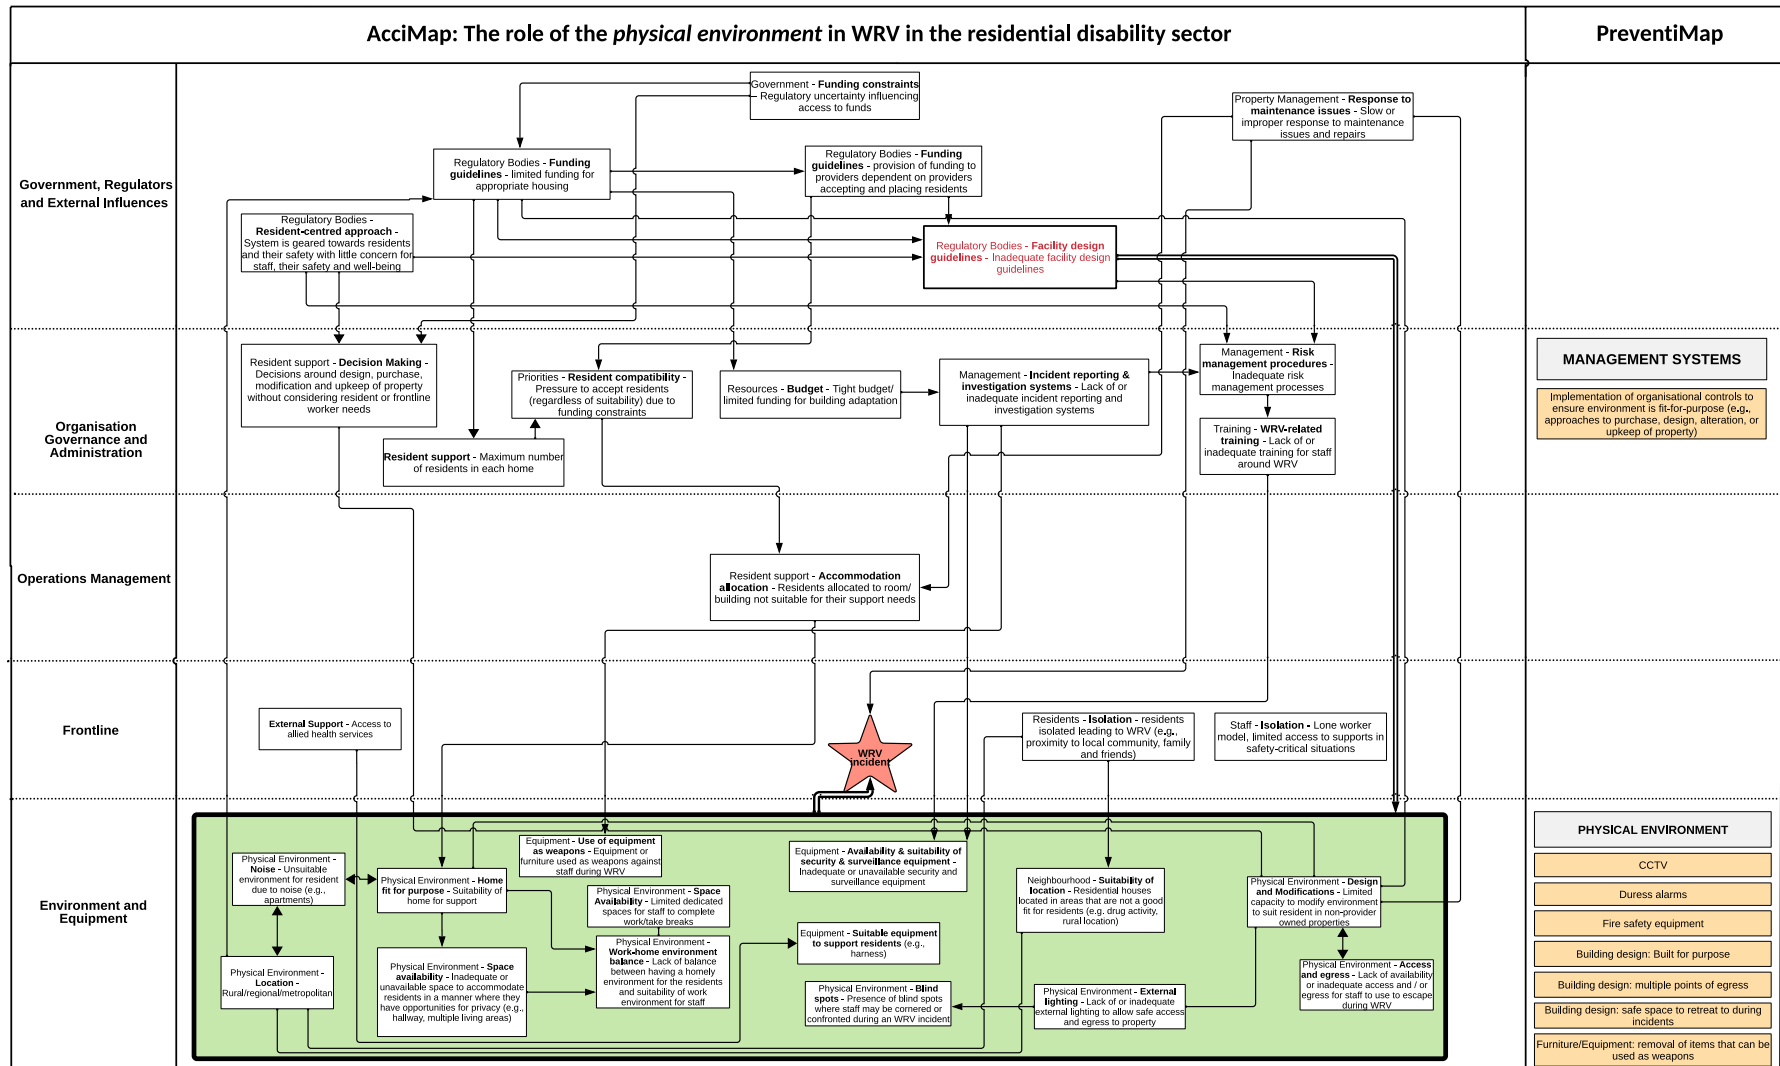 AcciMap: The role of the physical environment in WRV in the residential disability sector
PreventiMap
Government, Regulators
and External Influences
Government - Funding constraints
- Regulatory uncertainty influencing
access to funds
Property Management - Response to
maintenance issues - Slow or
improper response to maintenance
issues and repairs
Regulatory Bodies - Funding
guidelines - limited funding for
appropriate housing
Regulatory Bodies - Funding
guidelines - provision of funding to
providers dependent on providers
accepting and placing residents
Regulatory Bodies -
Resident-centred approach -
System is geared towards residents
and their safety with little concern for
staff, their safety and well-being
Regulatory Bodies - Facility design
guidelines - Inadequate facility design
guidelines
Organisation
Governance and
Administration
Resident support - Decision Making -
Decisions around design, purchase,
modification and upkeep of property
without considering resident or frontline
worker needs
Priorities - Resident compatibility -
Pressure to accept residents
(regardless of suitability) due to
funding constraints
Resources - Budget - Tight budget/
limited funding for building adaptation
Management - Incident reporting &
investigation systems - Lack of or
inadequate incident reporting and
investigation systems
Management - Risk
management procedures -
Inadequate risk
management processes
Resident support - Maximum number
of residents in each home
Training - WRV-related
training - Lack of or
inadequate training for staff
around WRV
MANAGEMENT SYSTEMS
Implementation of organisational controls to
ensure environment is fit-for-purpose (e.g.,
approaches to purchase, design, alteration, or
upkeep of property)
Operations Management
Resident support - Accommodation
allocation - Residents allocated to room/
building not suitable for their support needs
Frontline
External Support - Access to
allied health services
WRV
incident
Residents - Isolation - residents
isolated leading to WRV (e.g.,
proximity to local community, family
and friends)
Staff - Isolation - Lone worker
model, limited access to supports in
safety-critical situations
Environment and
Equipment
Physical Environment -
Noise - Unsuitable
environment for resident
due to noise (e.g.,
apartments)
Physical Environment - Home
fit for purpose - Suitability of
home for support
Equipment - Use of equipment
as weapons - Equipment or
furniture used as weapons against
staff during WRV
Physical Environment - Space
Availability - Limited dedicated
spaces for staff to complete
work/take breaks
Equipment - Availability & suitability of
security & surveillance equipment -
Inadequate or unavailable security and
surveillance equipment
Neighbourhood - Suitability of
location - Residential houses
located in areas that are not a good
fit for residents (e.g. drug activity,
rural location)
Physical Environment - Design
and Modifications - Limited
capacity to modify environment
to suit resident in non-provider
owned properties
Physical Environment -
Location -
Rural/regional/metropolitan
Physical Environment - Space
availability - Inadequate or
unavailable space to accommodate
residents in a manner where they
have opportunities for privacy (e.g.,
hallway, multiple living areas)
Physical Environment -
Work-home environment
balance - Lack of balance
between having a homely
environment for the residents
and suitability of work
environment for staff
Equipment - Suitable equipment
to support residents (e.g.,
harness)
Physical Environment - Blind
spots - Presence of blind spots
where staff may be cornered or
confronted during an WRV incident
Physical Environment - External
lighting - Lack of or inadequate
external lighting to allow safe access
and egress to property
Physical Environment - Access
and egress - Lack of availability
or inadequate access and / or
egress for staff to use to escape
during WRV
PHYSICAL ENVIRONMENT
CCTV
Duress alarms
Fire safety equipment
Building design: Built for purpose
Building design: multiple points of egress
Building design: safe space to retreat to during
incidents
Furniture/Equipment: removal of items that can be
used as weapons